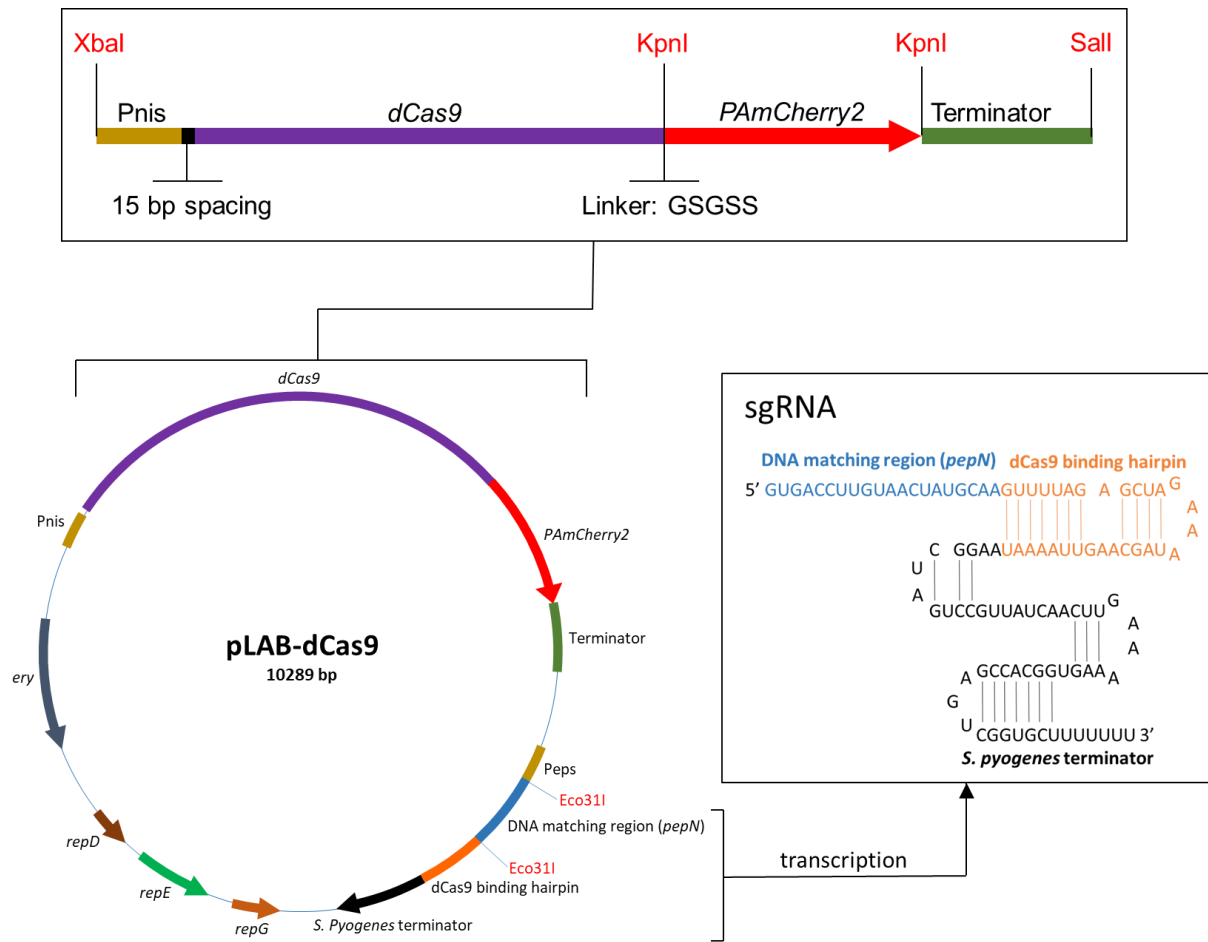 XbaI
KpnI
KpnI
SalI
Pnis
dCas9
PAmCherry2
Terminator
15 bp spacing
Linker: GSGSS
dCas9
Pnis
PAmCherry2
ery
pLAB-dCas9
10289 bp
Terminator
Peps
Eco31I
DNA matching region (pepN)
Eco31I
dCas9 binding hairpin
S. Pyogenes terminator
repD
repE
repG
transcription
sgRNA
DNA matching region (pepN)
dCas9 binding hairpin
5’ GUGACCUUGUAACUAUGCAAGUUUUAG A GCUA
G
A
A
A
C GGAAUAAAAUUGAACGAU
U
A
GUCCGUUAUCAACUU
G
A
A
A
A GCCACGGUGAA
G
U
CGGUGCUUUUUUU 3’
S. pyogenes terminator